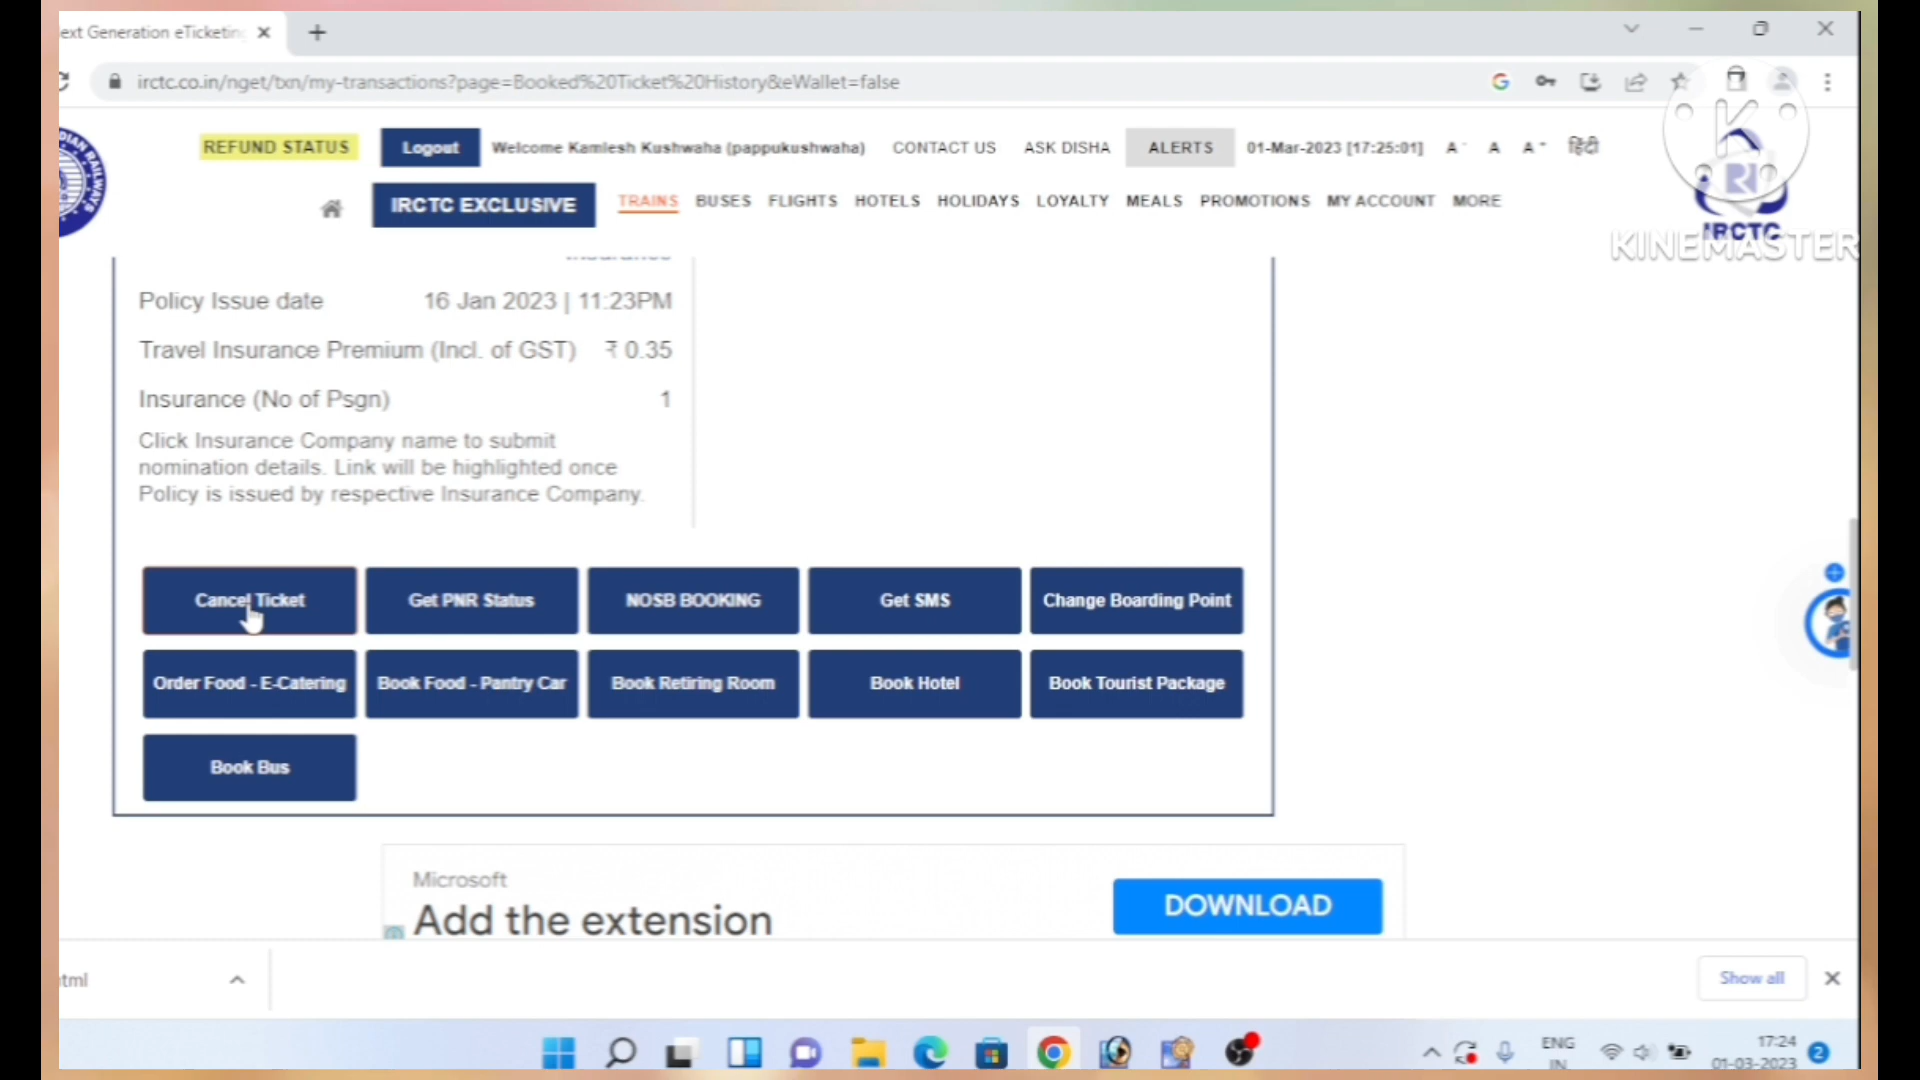 ext Generation eTicketing
irctc.co.in/nget/txn/my-transactions?page=Booked%20Ticket%20History&eWallet=false
REFUND STATUS Logout Welcome Kamlesh Kushwaha (pappukushwaha) CONTACT US ASK DISHA ALERTS 01-Mar-2023 [17:25:01] A- A A+ हिंदी
IRCTC EXCLUSIVE TRAINS BUSES FLIGHTS HOTELS HOLIDAYS LOYALTY MEALS PROMOTIONS MY ACCOUNT MORE
DIAN RAILWAYS
IRCTC
KINEMASTER
Insurance
Policy Issue date 16 Jan 2023 | 11:23PM
Travel Insurance Premium (Incl. of GST) ₹ 0.35
Insurance (No of Psgn) 1
Click Insurance Company name to submit
nomination details. Link will be highlighted once
Policy is issued by respective Insurance Company.
Cancel Ticket Get PNR Status NOSB BOOKING Get SMS Change Boarding Point
Order Food - E-Catering Book Food - Pantry Car Book Retiring Room Book Hotel Book Tourist Package
Book Bus
Microsoft
Add the extension DOWNLOAD
tml Show all
ENG 17:24
IN 01-03-2023 2